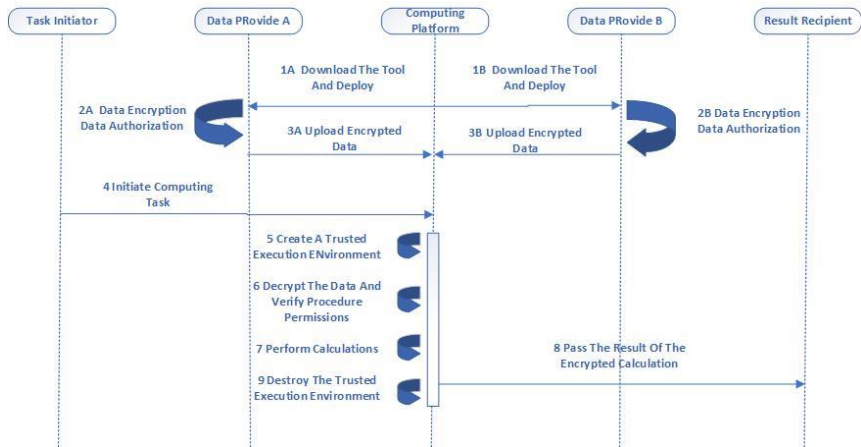 Task Initiator
Data PRovide A
Computing
Platform
Data PRovide B
Result Recipient
1A Download The Tool
And Deploy
1B Download The Tool
And Deploy
2A Data Encryption
Data Authorization
2B Data Encryption
Data Authorization
3A Upload Encrypted
Data
3B Upload Encrypted
Data
4 Initiate Computing
Task
5 Create A Trusted
Execution ENvironment
6 Decrypt The Data And
Verify Procedure
Permissions
7 Perform Calculations
8 Pass The Result Of The
Encrypted Calculation
9 Destroy The Trusted
Execution Environment